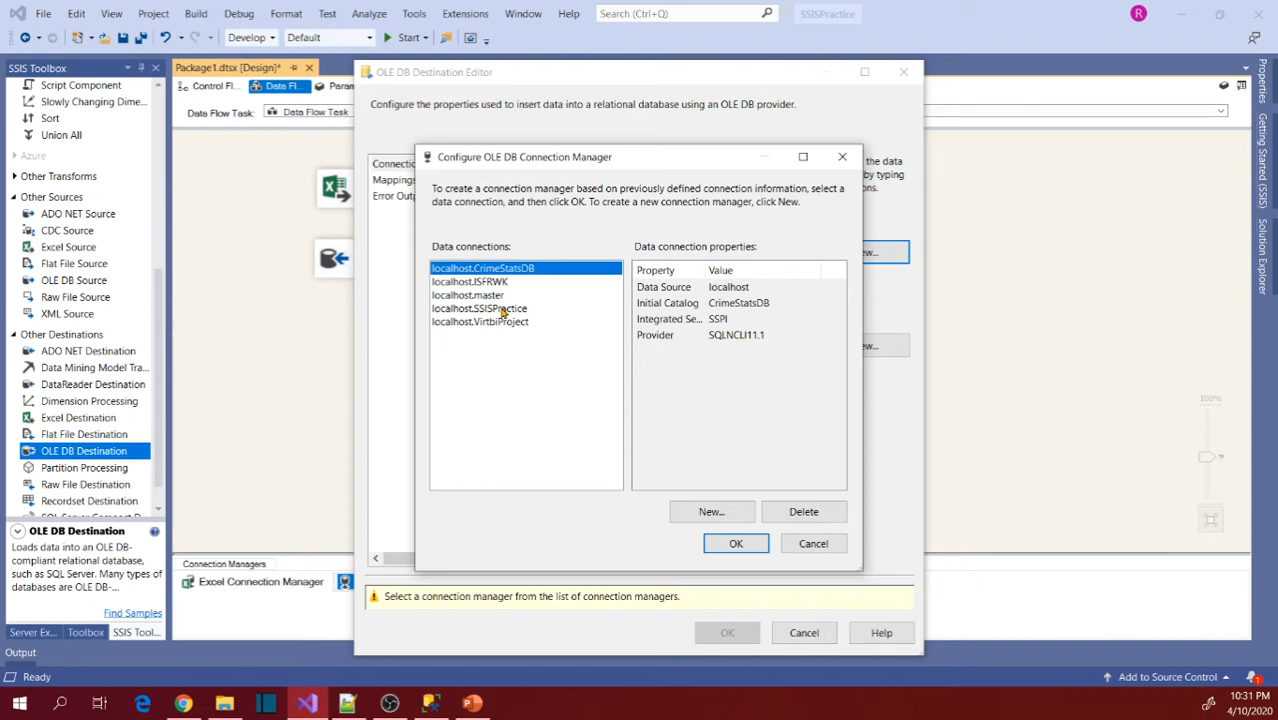 File Edit View Project Build Debug Format Test Analyze Tools Extensions Window Help Search (Ctrl+Q) SSISPractice R
Develop Default Start
SSIS Toolbox
Package1.dtsx [Design]*
OLE DB Destination Editor
Script Component
Slowly Changing Dime...
Sort
Union All
Azure
Other Transforms
Other Sources
ADO NET Source
CDC Source
Excel Source
Flat File Source
OLE DB Source
Raw File Source
XML Source
Other Destinations
ADO NET Destination
Data Mining Model Tra...
DataReader Destination
Dimension Processing
Excel Destination
Flat File Destination
OLE DB Destination
Partition Processing
Raw File Destination
Recordset Destination
OLE DB Destination
Loads data into an OLE DB-
compliant relational database,
such as SQL Server. Many types of
databases are OLE DB-
Find Samples
Server Ex... Toolbox SSIS Tool...
Control Fl... Data Fl... Paran
Data Flow Task: Data Flow Task
Configure the properties used to insert data into a relational database using an OLE DB provider.
Connectio
Mappings
Error Outp
the data
by typing
ions.
ew...
ew...
Configure OLE DB Connection Manager
To create a connection manager based on previously defined connection information, select a
data connection, and then click OK. To create a new connection manager, click New.
Data connections:
localhost.CrimeStatsDB
localhost.ISFRWK
localhost.master
localhost.SSISPractice
localhost.VirtbiProject
Data connection properties:
Property Value
Data Source localhost
Initial Catalog CrimeStatsDB
Integrated Se... SSPI
Provider SQLNCLI11.1
New... Delete
OK Cancel
Select a connection manager from the list of connection managers.
OK Cancel Help
Connection Managers
Excel Connection Manager
100%
Properties
Getting Started (SSIS)
Solution Explorer
Output
Ready
Add to Source Control
1
10:31 PM
4/10/2020